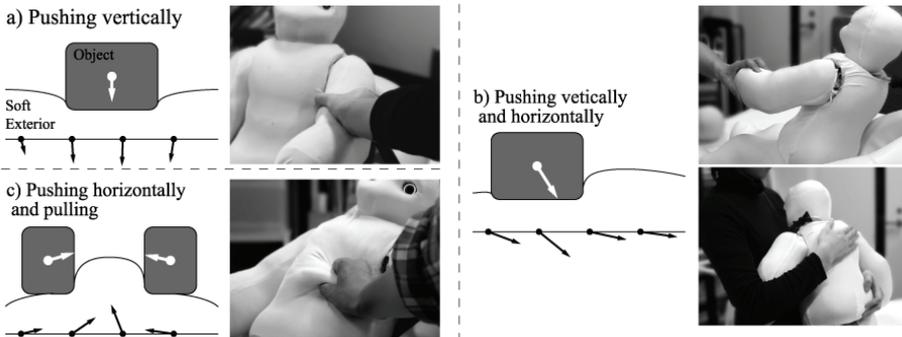 a) Pushing vertically
Object
Soft
Exterior
b) Pushing vetically
and horizontally
c) Pushing horizontally
and pulling